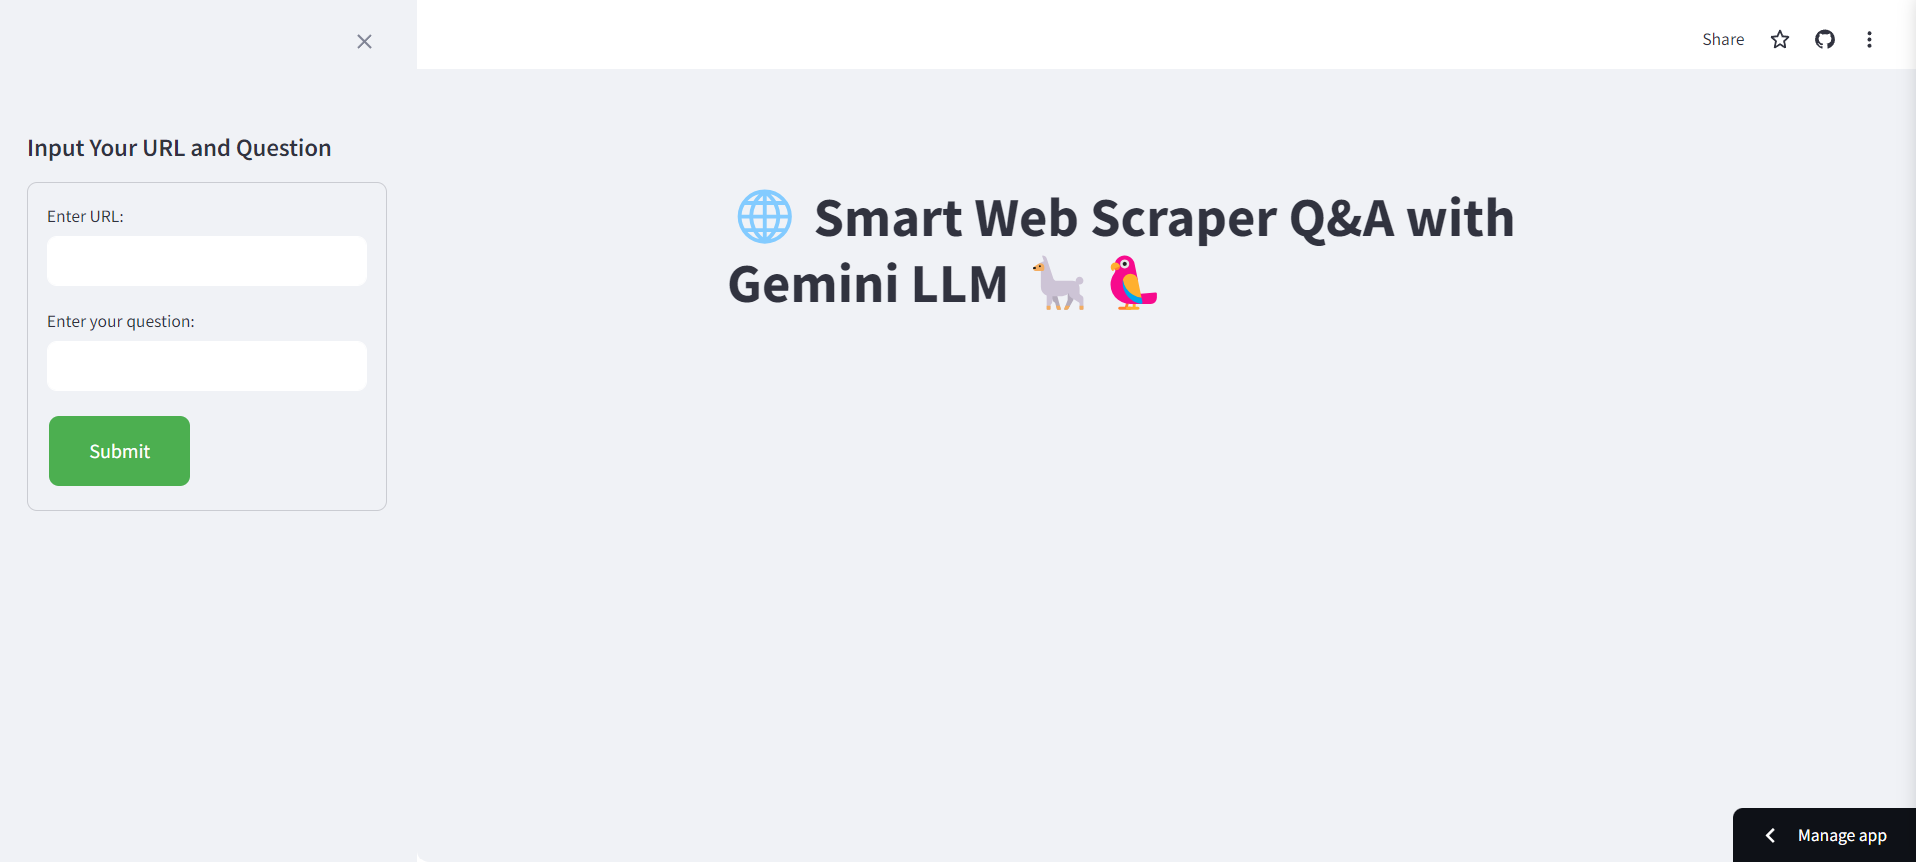 Share
Input Your URL and Question
Enter URL:
Enter your question:
Submit
🌐 Smart Web Scraper Q&A with
Gemini LLM 🦙 🦜
Manage app